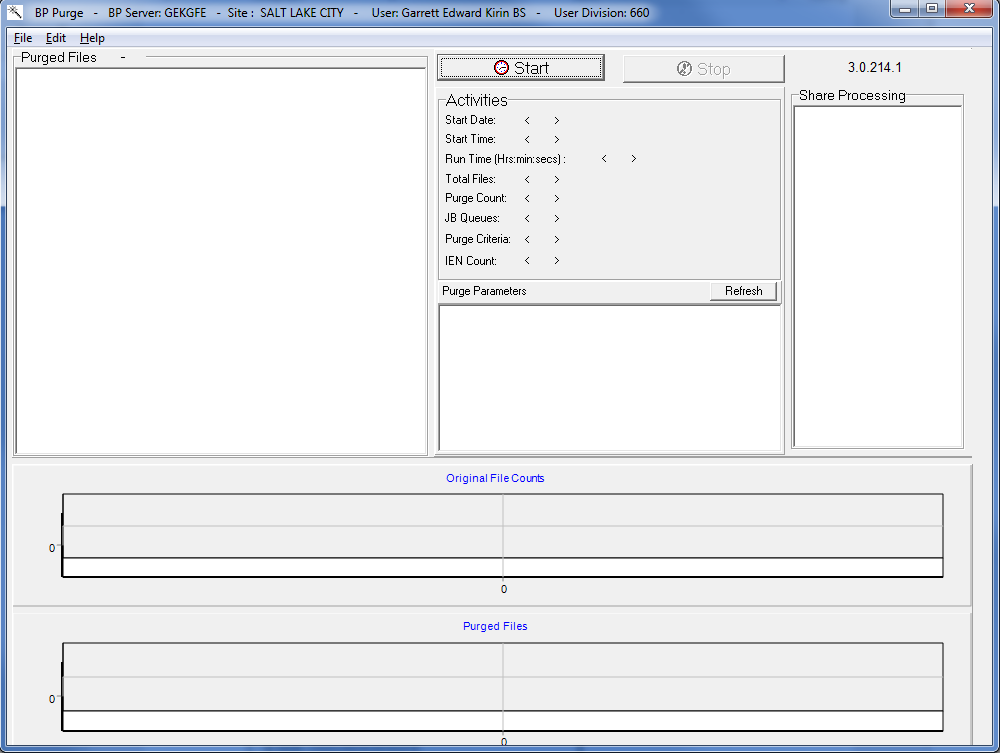 BP Purge - BP Server: GEKGFE - Site : SALT LAKE CITY - User: Garrett Edward Kirin BS - User Division: 660
File Edit Help
Purged Files -
Start Stop 3.0.214.1
Activities
Start Date: < >
Start Time: < >
Run Time (Hrs:min:secs) : < >
Total Files: < >
Purge Count: < >
JB Queues: < >
Purge Criteria: < >
IEN Count: < >
Purge Parameters Refresh
Share Processing
Original File Counts
0
0
Purged Files
0
0